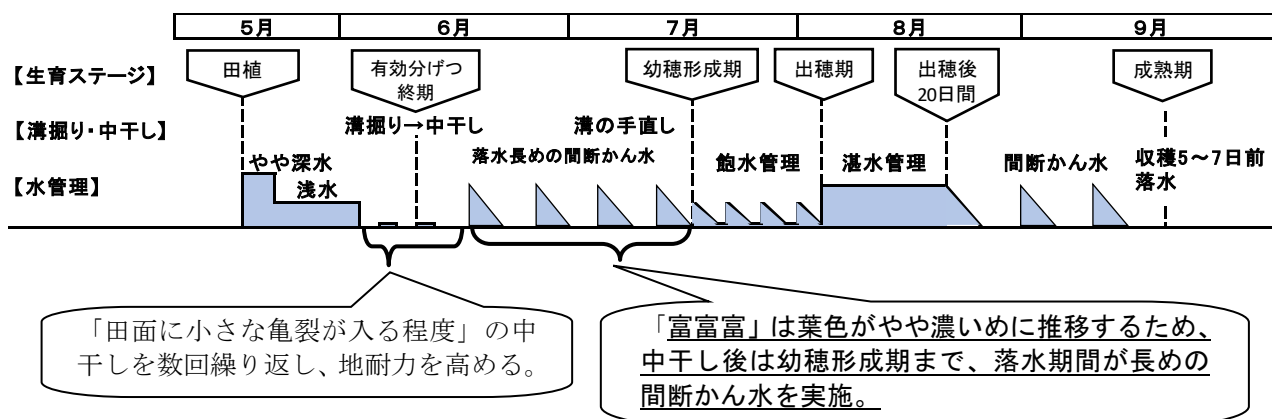 5月 6月 7月 8月 9月
【生育ステージ】
田植
有効分げつ
終期
幼穂形成期
出穂期
出穂後
20日間
成熟期
【溝掘り・中干し】
溝掘り→中干し
溝の手直し
【水管理】
やや深水
浅水
落水長めの間断かん水
飽水管理
湛水管理
間断かん水
収穫5～7日前
落水
「田面に小さな亀裂が入る程度」の中
干しを数回繰り返し、地耐力を高める。
「富富富」は葉色がやや濃いめに推移するため、
中干し後は幼穂形成期まで、落水期間が長めの
間断かん水を実施。